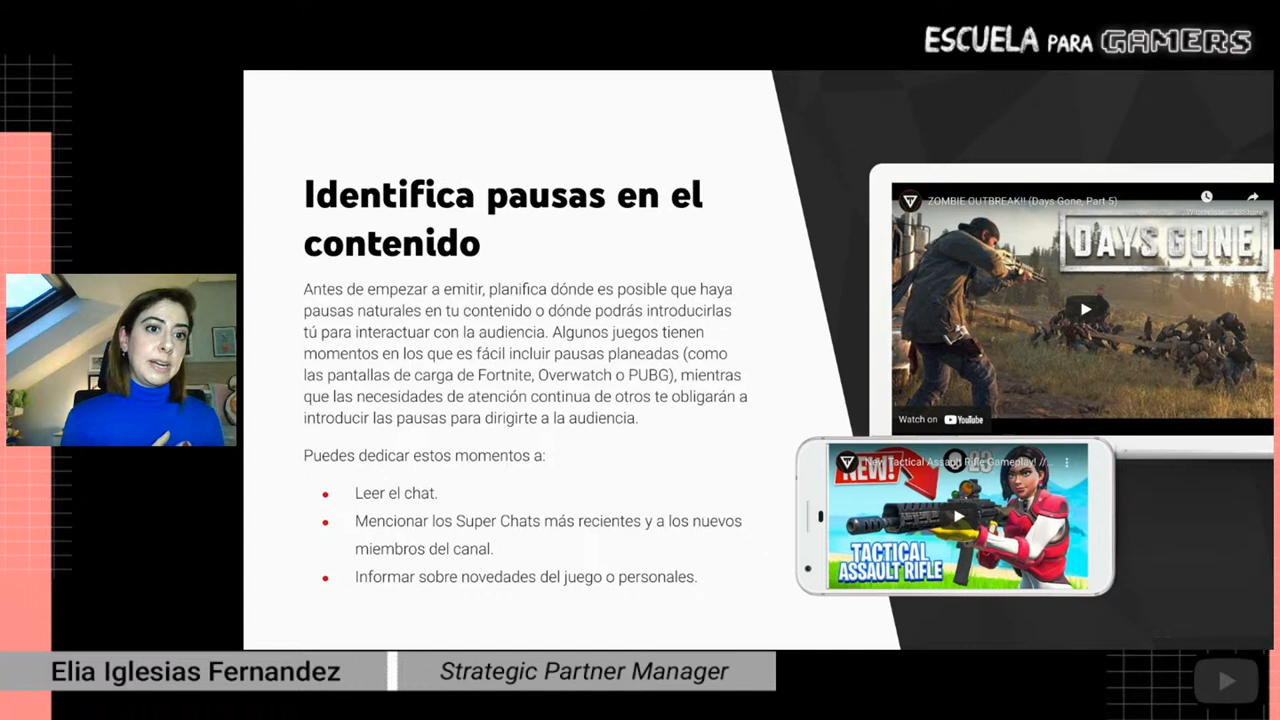 ESCUELA PARA GAMERS
Identifica pausas en el
contenido
Antes de empezar a emitir, planifica dónde es posible que haya
pausas naturales en tu contenido o dónde podrás introducirlas
tú para interactuar con la audiencia. Algunos juegos tienen
momentos en los que es fácil incluir pausas planeadas (como
las pantallas de carga de Fortnite, Overwatch o PUBG), mientras
que las necesidades de atención continua de otros te obligarán a
introducir las pausas para dirigirte a la audiencia.
Puedes dedicar estos momentos a:
• Leer el chat.
• Mencionar los Super Chats más recientes y a los nuevos
miembros del canal.
• Informar sobre novedades del juego o personales.
ZOMBIE OUTBREAK!! (Days Gone, Part 5)
DAYS GONE
Watch on YouTube
New Tactical Assault Rifle Gameplay! //...
NEW!
23
TACTICAL
ASSAULT RIFLE
Elia Iglesias Fernandez
Strategic Partner Manager